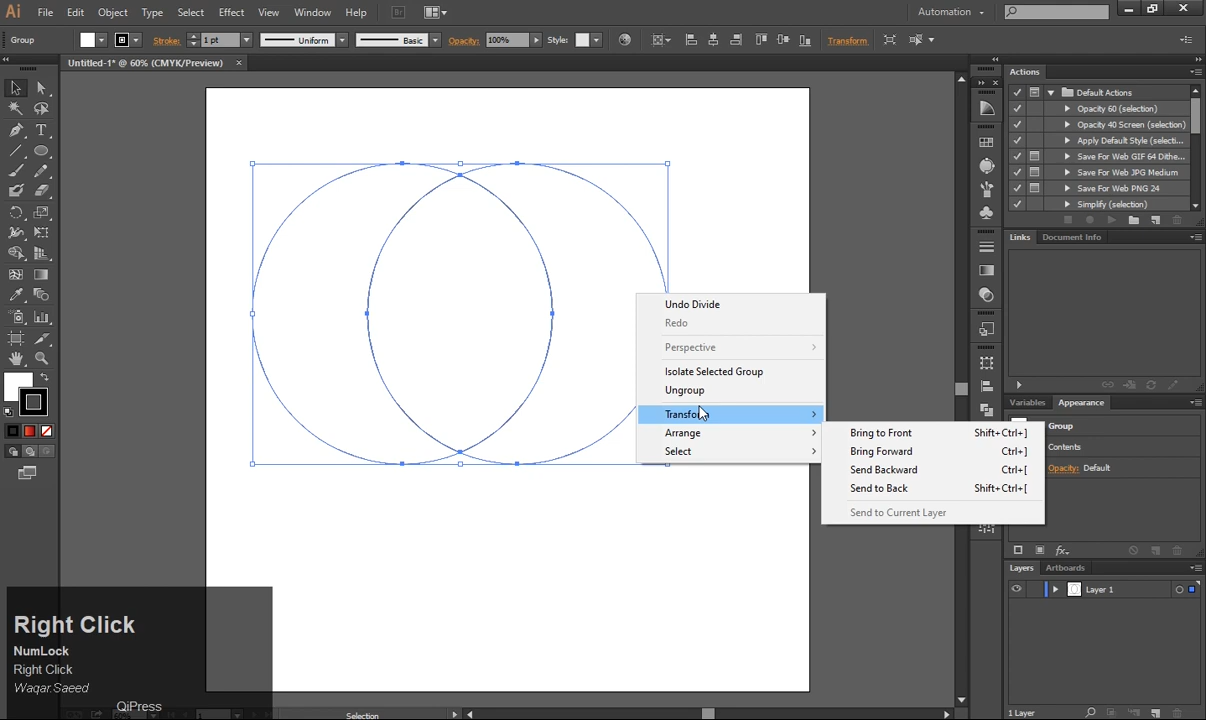 Ai File Edit Object Type Select Effect View Window Help Br Automation
Group Stroke: 1 pt Uniform Basic Opacity: 100% Style: Transform
Untitled-1* @ 60% (CMYK/Preview) ×
Actions
Default Actions
Opacity 60 (selection)
Opacity 40 Screen (selection)
Apply Default Style (selecti...
Save For Web GIF 64 Dithe...
Save For Web JPG Medium
Save For Web PNG 24
Simplify (selection)
Links Document Info
Undo Divide
Redo
Perspective
Isolate Selected Group
Ungroup
Transform
Arrange
Select
Bring to Front Shift+Ctrl+]
Bring Forward Ctrl+]
Send Backward Ctrl+[
Send to Back Shift+Ctrl+[
Send to Current Layer
Variables Appearance
Group
Contents
Opacity: Default
fx
Layers Artboards
Layer 1
1 Layer
Right Click
NumLock
Right Click
Waqar.Saeed
QiPress
1 Selection